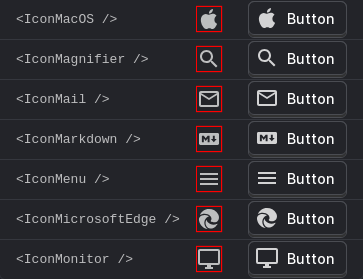 <IconMacOS /> Button
<IconMagnifier /> Button
<IconMail /> Button
<IconMarkdown /> M Button
<IconMenu /> Button
<IconMicrosoftEdge /> Button
<IconMonitor /> Button